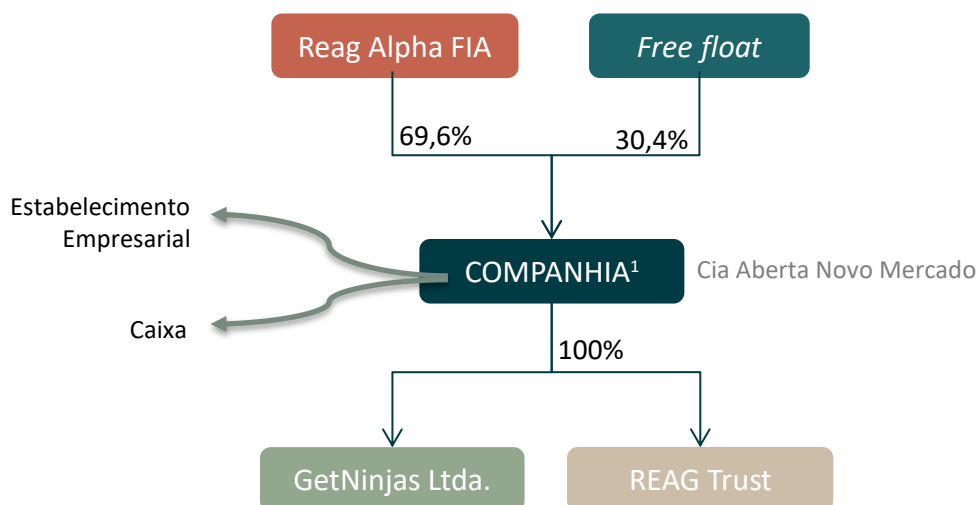 Reag Alpha FIA
Free float
69,6%
30,4%
Estabelecimento
Empresarial
COMPANHIA¹
Cia Aberta Novo Mercado
Caixa
100%
GetNinjas Ltda.
REAG Trust